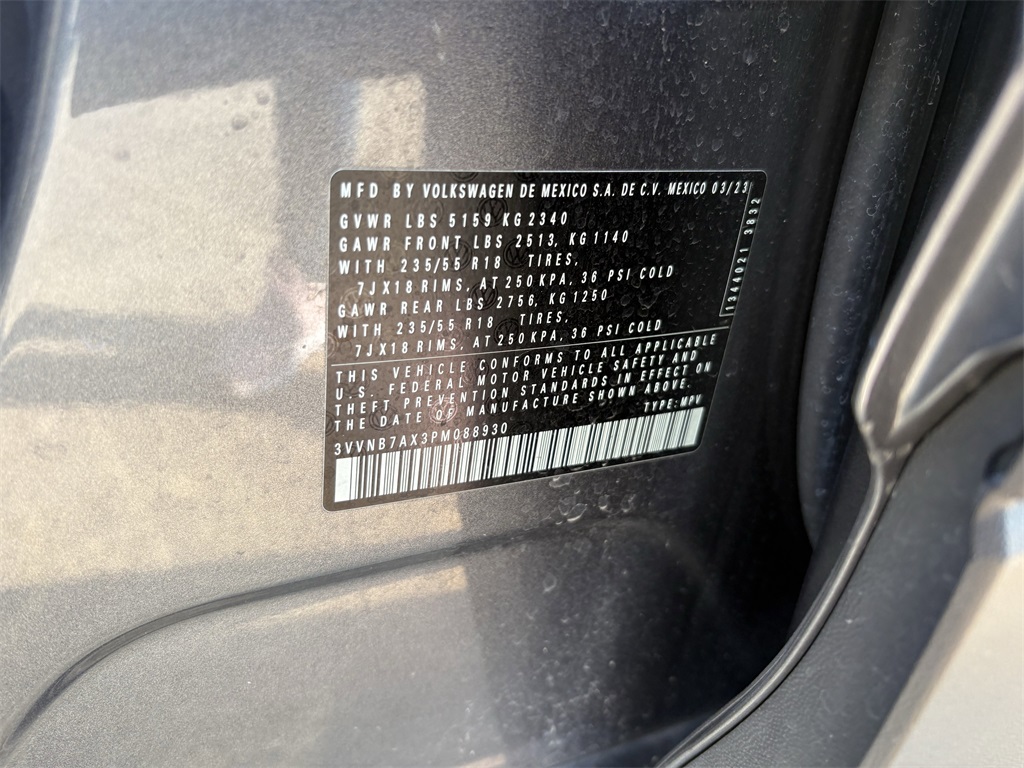 MFD BY VOLKSWAGEN DE MEXICO S.A. DE C.V. MEXICO 03/23
GVWR LBS 5159 KG 2340
GAWR FRONT LBS 2513, KG 1140
WITH 235/55 R18 TIRES,
7JX18 RIMS, AT 250 KPA, 36 PSI COLD
GAWR REAR LBS 2756, KG 1250
WITH 235/55 R18 TIRES,
7JX18 RIMS, AT 250 KPA, 36 PSI COLD
1344021 3832
THIS VEHICLE CONFORMS TO ALL APPLICABLE
U.S. FEDERAL MOTOR VEHICLE SAFETY AND
THEFT PREVENTION STANDARDS IN EFFECT ON
THE DATE OF MANUFACTURE SHOWN ABOVE.
3VVNB7AX3PM088930 TYPE: MPV